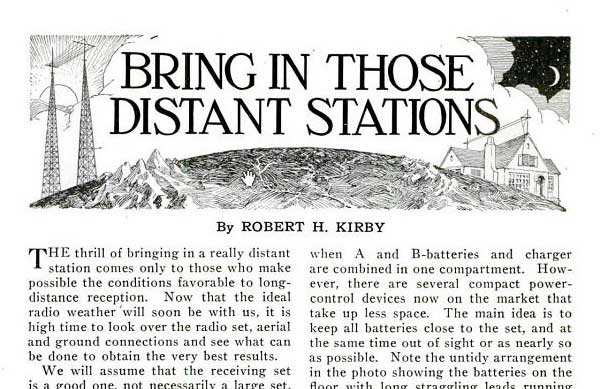 BRING IN THOSE
DISTANT STATIONS
By ROBERT H. KIRBY
THE thrill of bringing in a really distant
station comes only to those who make
possible the conditions favorable to long-
distance reception. Now that the ideal
radio weather will soon be with us, it is
high time to look over the radio set, aerial
and ground connections and see what can
be done to obtain the very best results.
We will assume that the receiving set
is a good one, not necessarily a large set,
when A and B-batteries and charger
are combined in one compartment. How-
ever, there are several compact power-
control devices now on the market that
take up less space. The main idea is to
keep all batteries close to the set, and at
the same time out of sight or as nearly so
as possible. Note the untidy arrangement
in the photo showing the batteries on the
floor with long straggling leads running